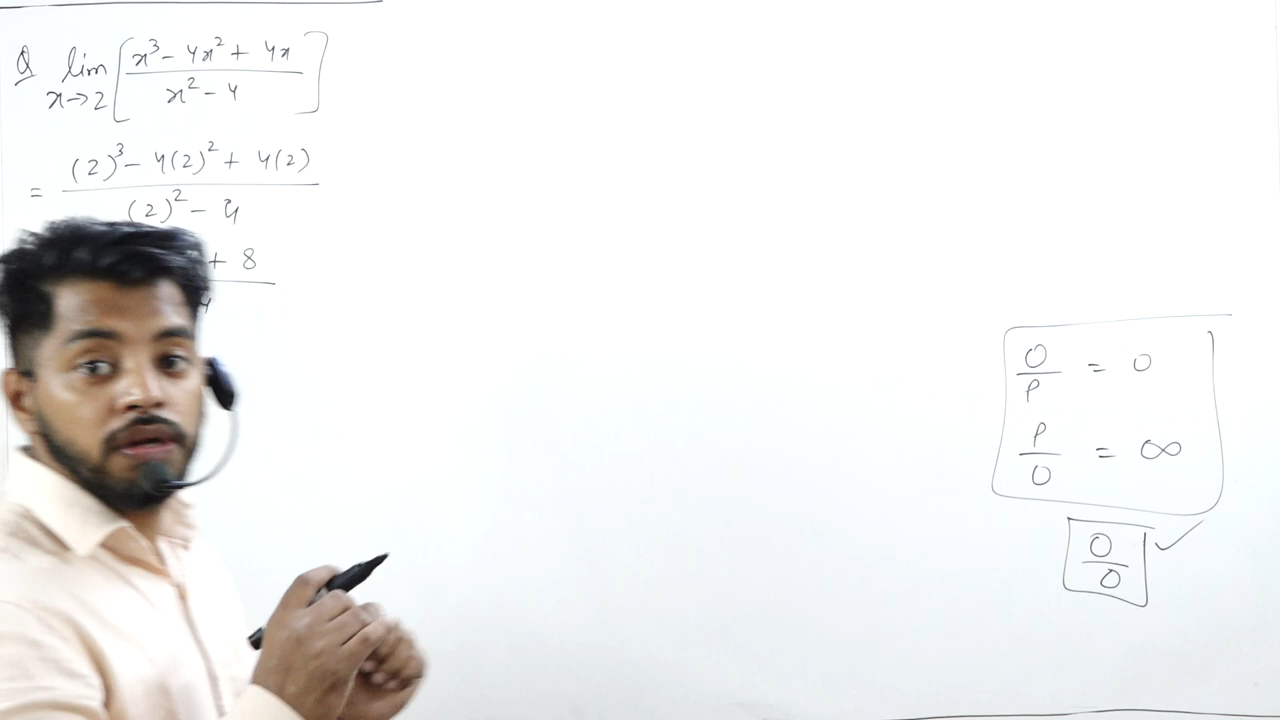 Q lim x→2 [ (x³ - 4x² + 4x) / (x² - 4) ]
= ((2)³ - 4(2)² + 4(2)) / ((2)² - 4)
+ 8 / 4
0/P = 0
P/0 = ∞
0/0 ✓